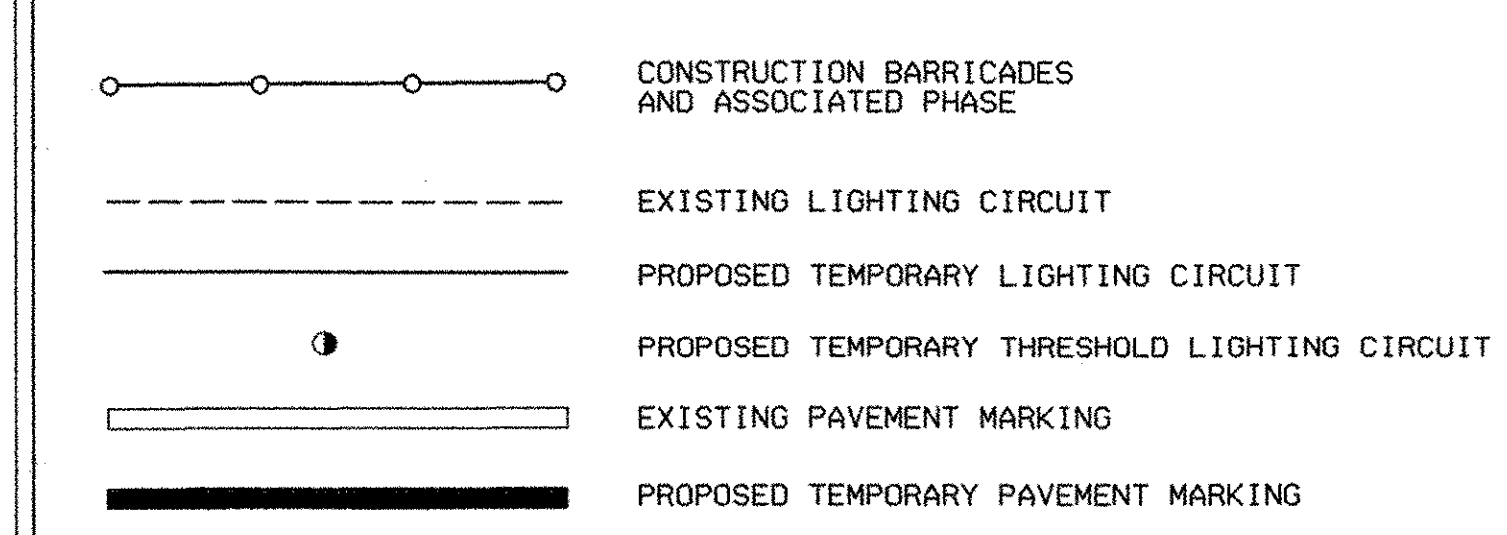 CONSTRUCTION BARRICADES
AND ASSOCIATED PHASE
EXISTING LIGHTING CIRCUIT
PROPOSED TEMPORARY LIGHTING CIRCUIT
PROPOSED TEMPORARY THRESHOLD LIGHTING CIRCUIT
EXISTING PAVEMENT MARKING
PROPOSED TEMPORARY PAVEMENT MARKING